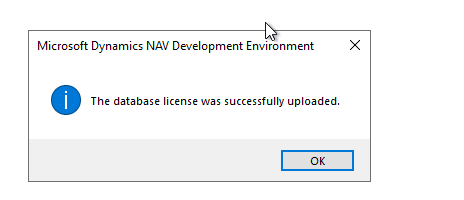 Microsoft Dynamics NAV Development Environment
The database license was successfully uploaded.
OK